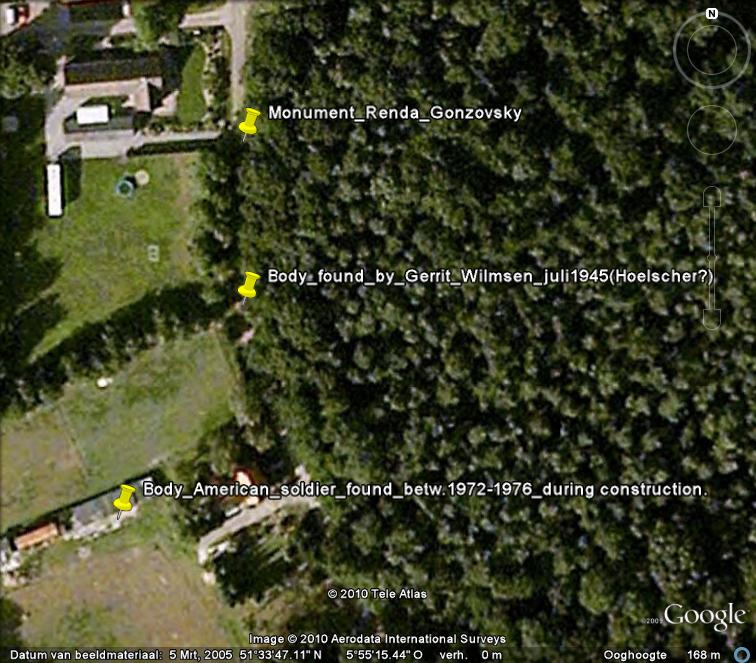 N
Monument_Renda_Gonzovsky
Body_found_by_Gerrit_Wilmsen_juli1945(Hoelscher?)
Body_American_soldier_found_betw.1972-1976_during construction.
© 2010 Tele Atlas
©2009 Google
Image © 2010 Aerodata International Surveys
Datum van beeldmateriaal: 5 Mrt, 2005 51°33'47.11" N 5°55'15.44" O verh. 0 m Ooghoogte 168 m